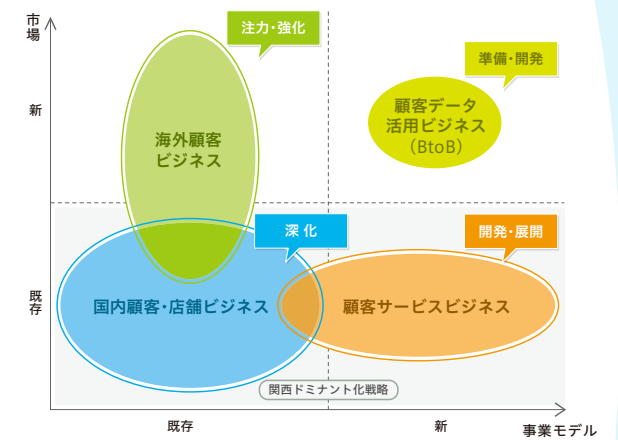 市場
注力・強化
準備・開発
新
顧客データ
活用ビジネス
（BtoB）
海外顧客
ビジネス
深化
開発・展開
既存
国内顧客・店舗ビジネス
顧客サービスビジネス
関西ドミナント化戦略
既存
新
事業モデル